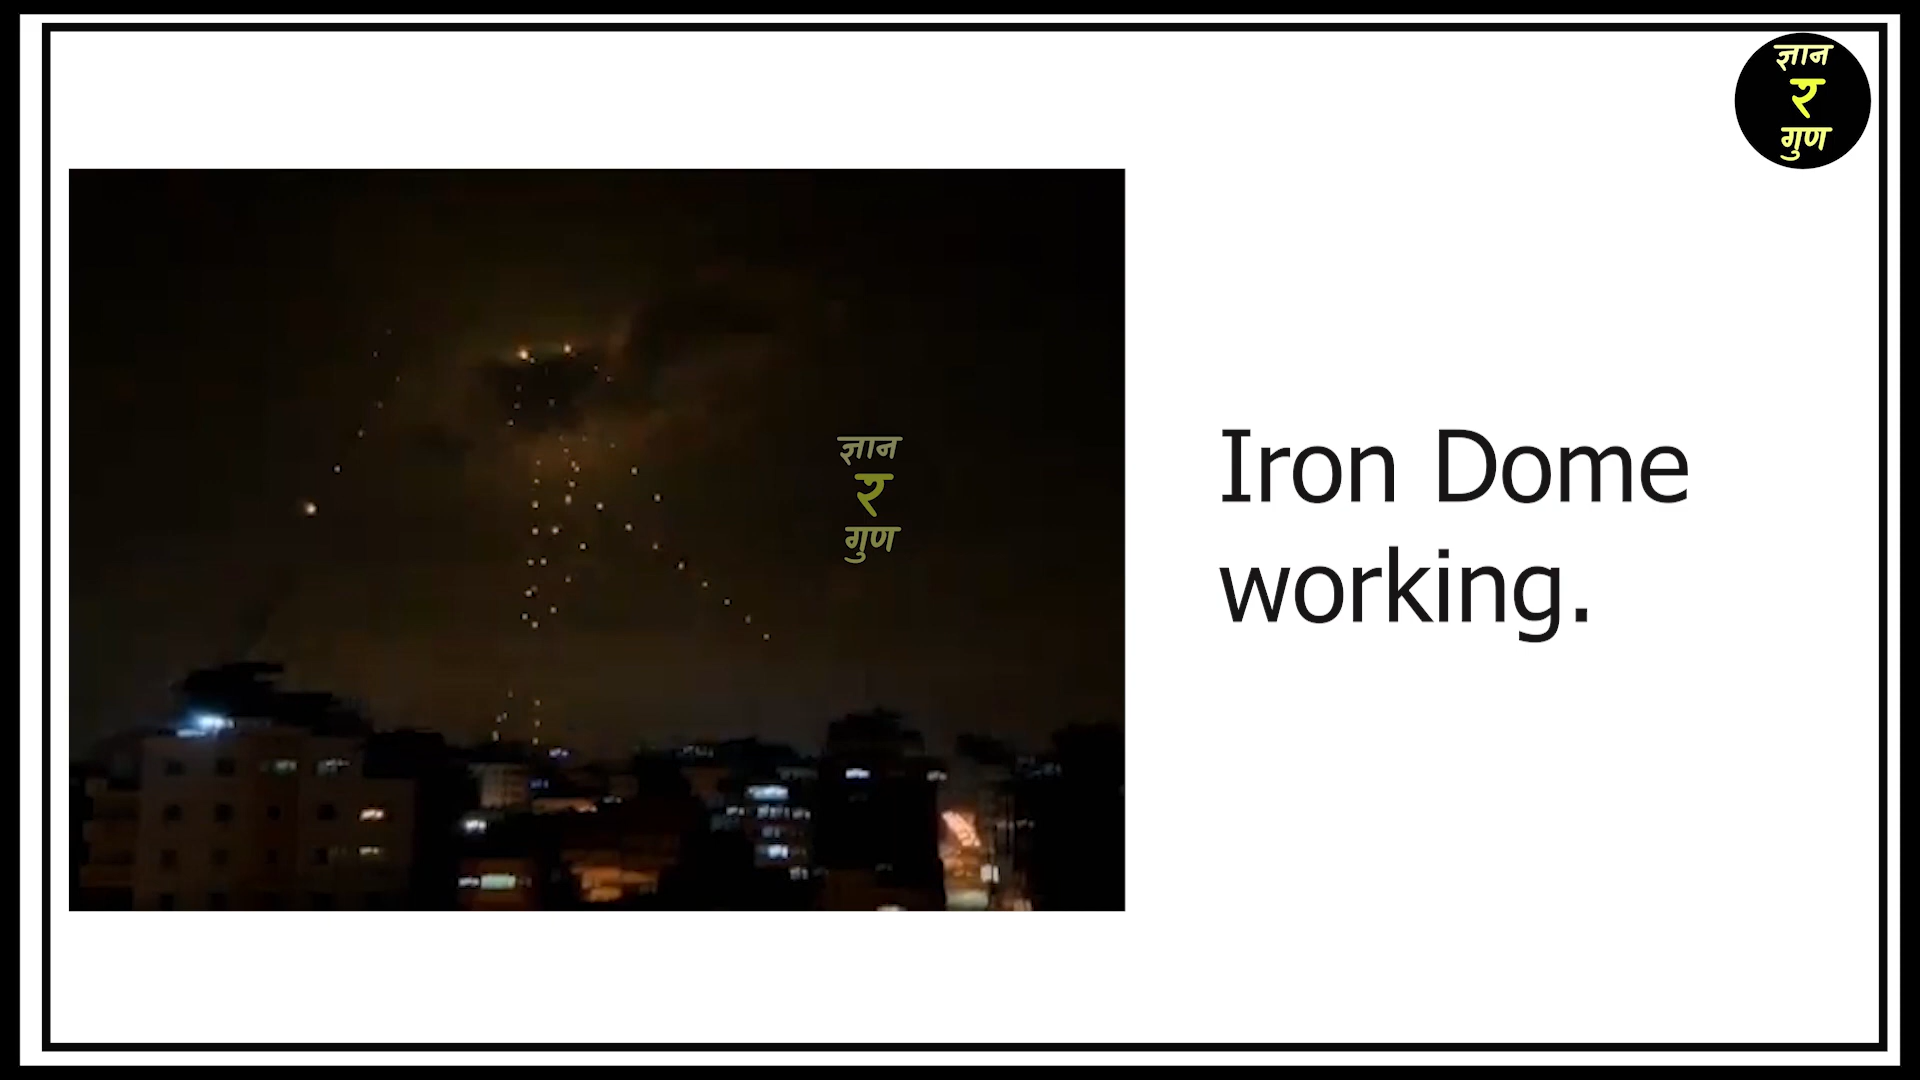 ज्ञान
र
गुण
ज्ञान
र
गुण
Iron Dome
working.